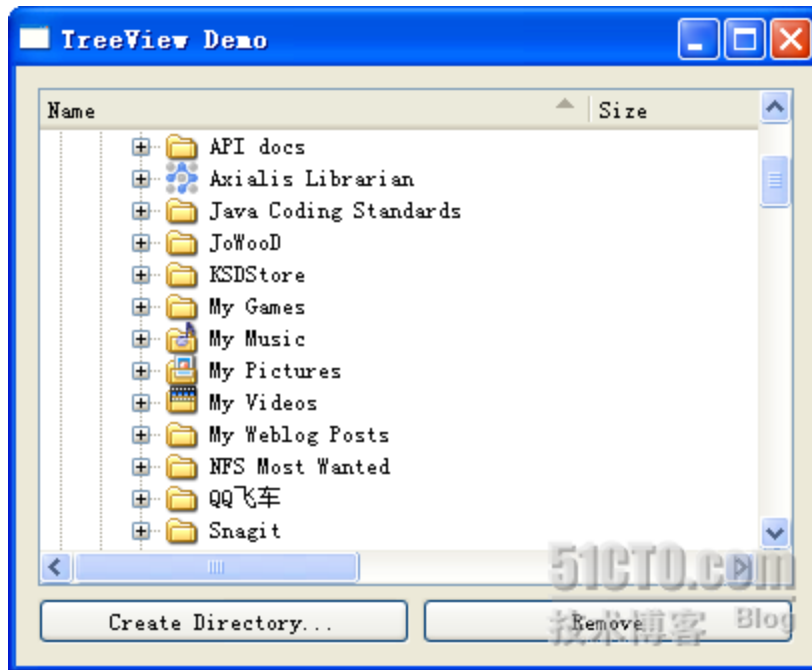 TreeView Demo
Name Size
API docs
Axialis Librarian
Java Coding Standards
JoWooD
KSDStore
My Games
My Music
My Pictures
My Videos
My Weblog Posts
NFS Most Wanted
QQ飞车
Snagit
51CTO.com
Create Directory... Remove
技术博客 Blog